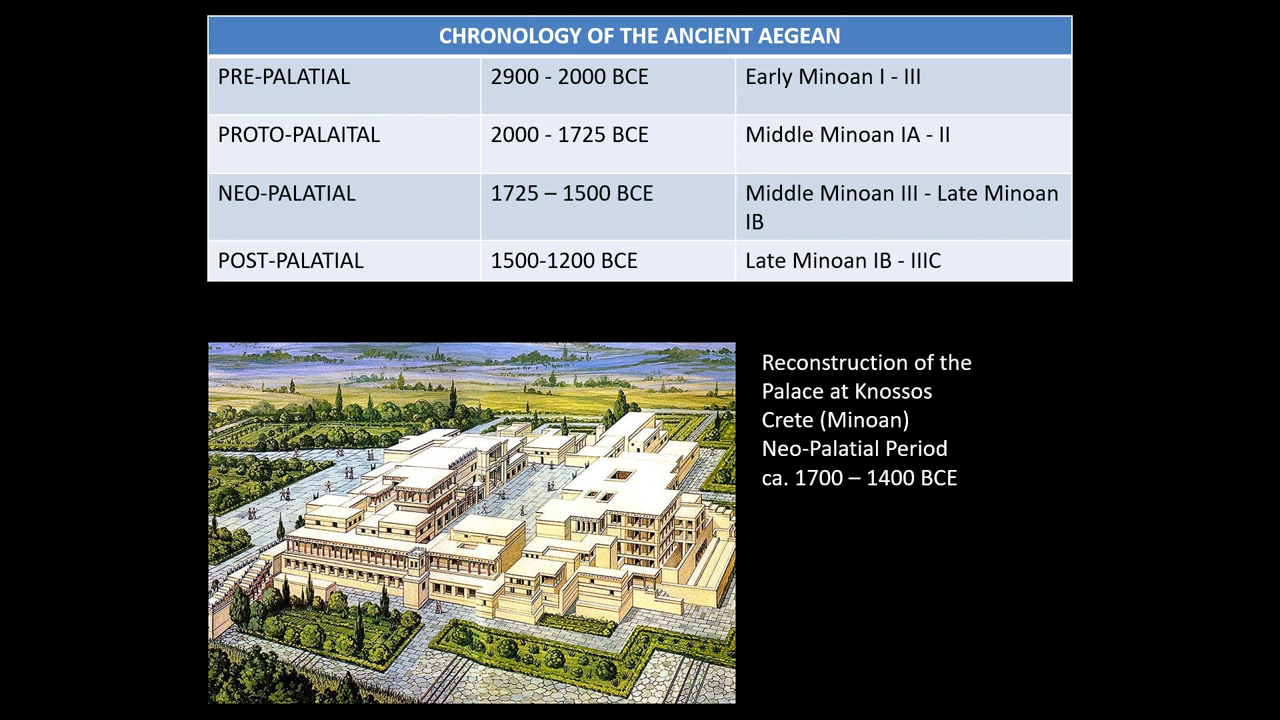 CHRONOLOGY OF THE ANCIENT AEGEAN
PRE-PALATIAL 2900 - 2000 BCE Early Minoan I - III
PROTO-PALAITAL 2000 - 1725 BCE Middle Minoan IA - II
NEO-PALATIAL 1725 – 1500 BCE Middle Minoan III - Late Minoan
IB
POST-PALATIAL 1500-1200 BCE Late Minoan IB - IIIC
Reconstruction of the
Palace at Knossos
Crete (Minoan)
Neo-Palatial Period
ca. 1700 – 1400 BCE